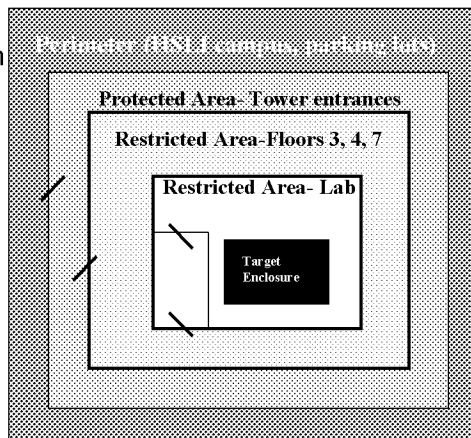 Perimeter (HSLI campus, parking lots)
Protected Area- Tower entrances
Restricted Area-Floors 3, 4, 7
Restricted Area- Lab
Target
Enclosure